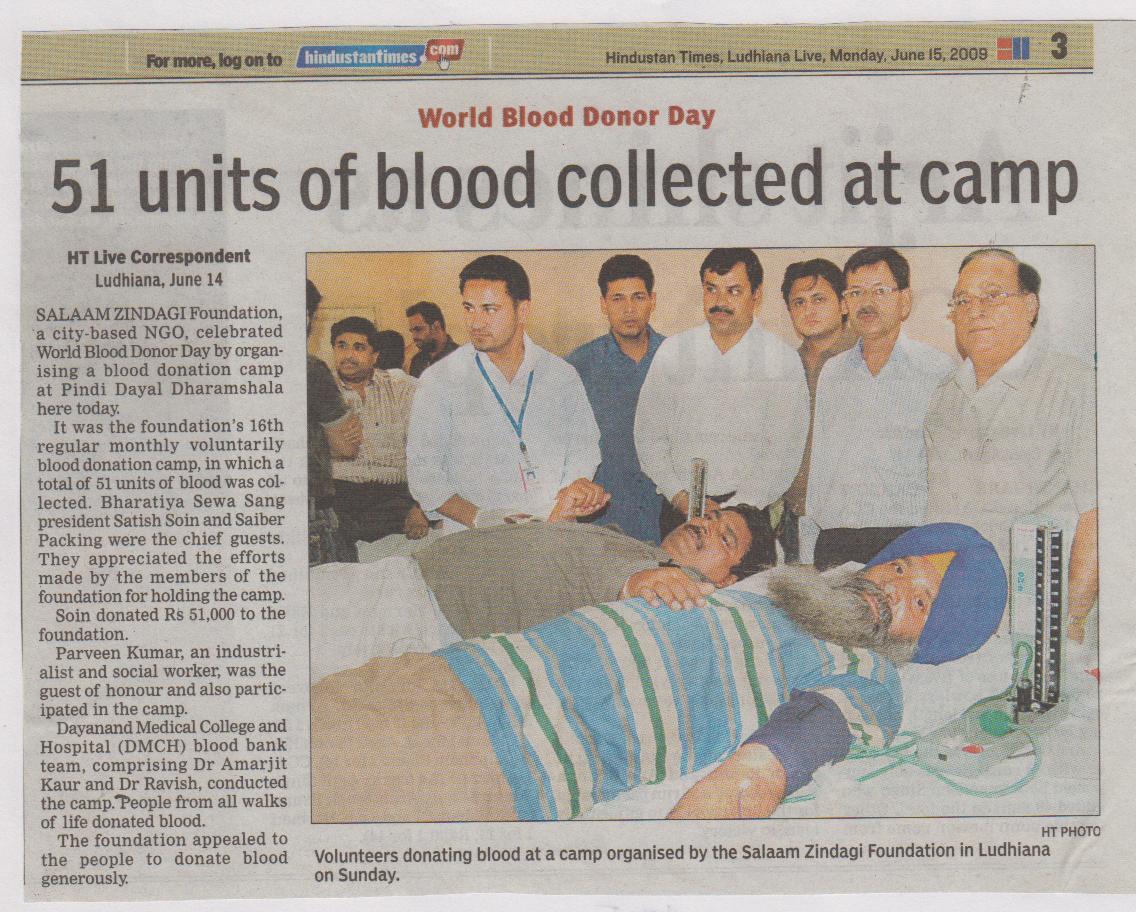 For more, log on to hindustantimes.com
Hindustan Times, Ludhiana Live, Monday, June 15, 2009 3
World Blood Donor Day
51 units of blood collected at camp
HT Live Correspondent
Ludhiana, June 14
SALAAM ZINDAGI Foundation,
a city-based NGO, celebrated
World Blood Donor Day by organ-
ising a blood donation camp
at Pindi Dayal Dharamshala
here today.
It was the foundation's 16th
regular monthly voluntarily
blood donation camp, in which a
total of 51 units of blood was col-
lected. Bharatiya Sewa Sang
president Satish Soin and Saiber
Packing were the chief guests.
They appreciated the efforts
made by the members of the
foundation for holding the camp.
Soin donated Rs 51,000 to the
foundation.
Parveen Kumar, an industri-
alist and social worker, was the
guest of honour and also partic-
ipated in the camp.
Dayanand Medical College and
Hospital (DMCH) blood bank
team, comprising Dr Amarjit
Kaur and Dr Ravish, conducted
the camp. People from all walks
of life donated blood.
The foundation appealed to
the people to donate blood
generously.
HT PHOTO
Volunteers donating blood at a camp organised by the Salaam Zindagi Foundation in Ludhiana
on Sunday.